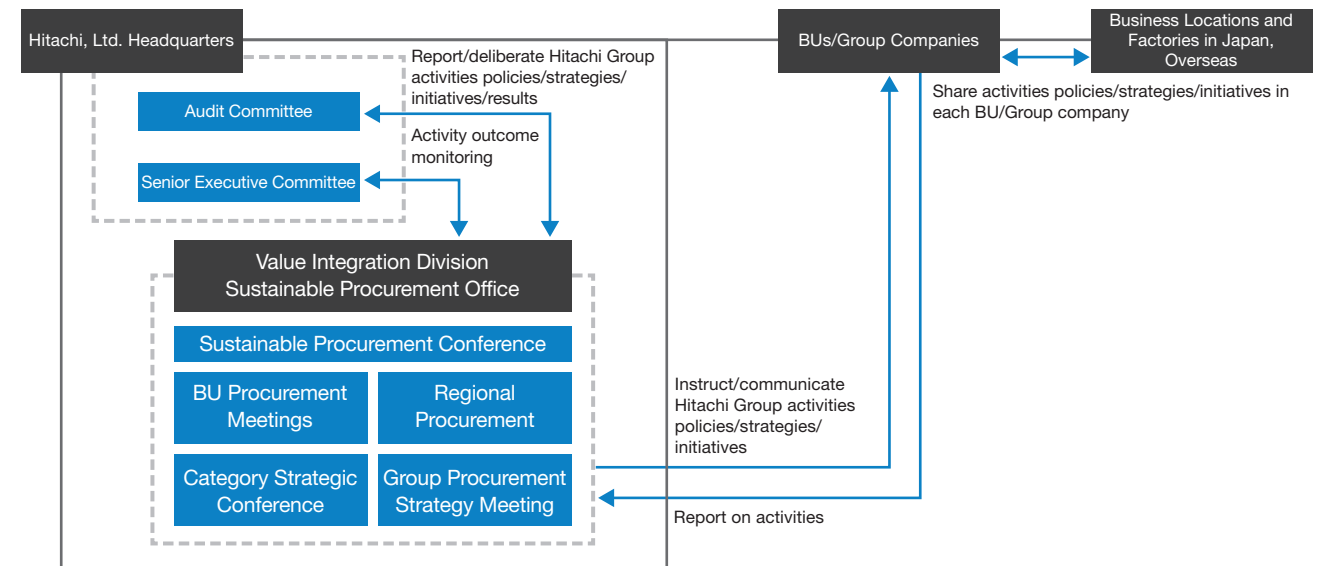 Hitachi, Ltd. Headquarters
Report/deliberate Hitachi Group
activities policies/strategies/
initiatives/results
Audit Committee
Activity outcome
monitoring
Senior Executive Committee
Value Integration Division
Sustainable Procurement Office
Sustainable Procurement Conference
BU Procurement
Meetings
Regional
Procurement
Category Strategic
Conference
Group Procurement
Strategy Meeting
BUs/Group Companies
Business Locations and
Factories in Japan,
Overseas
Share activities policies/strategies/initiatives in
each BU/Group company
Instruct/communicate
Hitachi Group activities
policies/strategies/
initiatives
Report on activities